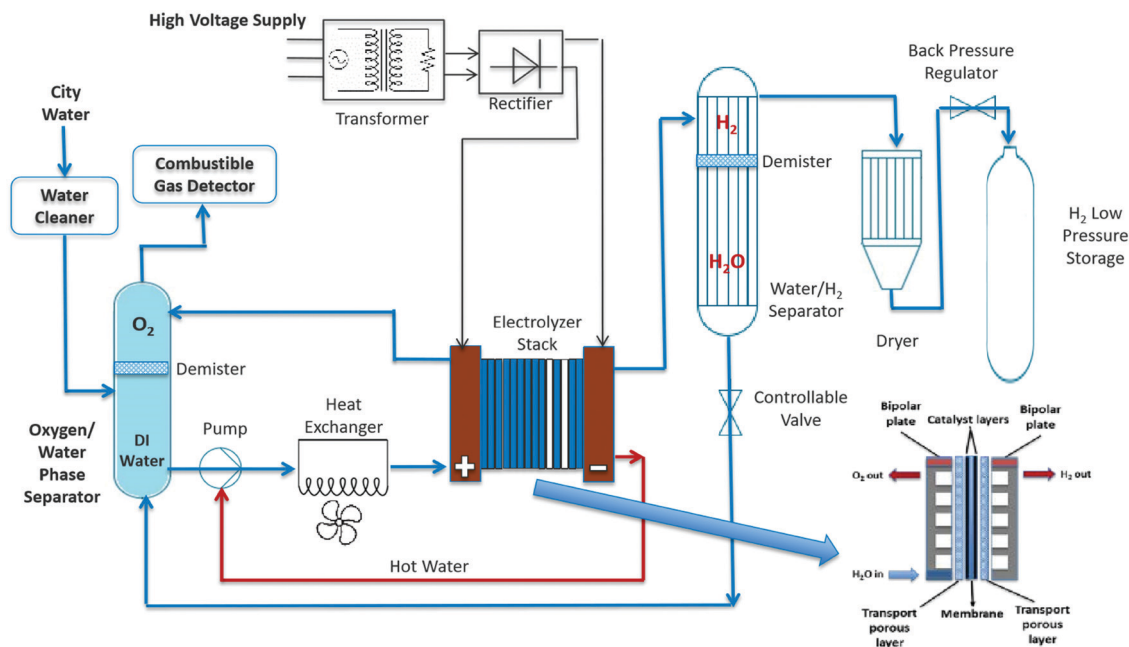 High Voltage Supply
Transformer
Rectifier
Back Pressure
Regulator
City
Water
Combustible
Gas Detector
Water
Cleaner
H₂
Demister
H₂O
H₂ Low
Pressure
Storage
Water/H₂
Separator
Dryer
O₂
Electrolyzer
Stack
Demister
Controllable
Valve
Oxygen/
Water
Phase
Separator
DI
Water
Pump
Heat
Exchanger
+
-
Hot Water
Bipolar
plate
Catalyst layers
Bipolar
plate
O₂ out
H₂ out
H₂O in
Transport
porous
layer
Membrane
Transport
porous
layer